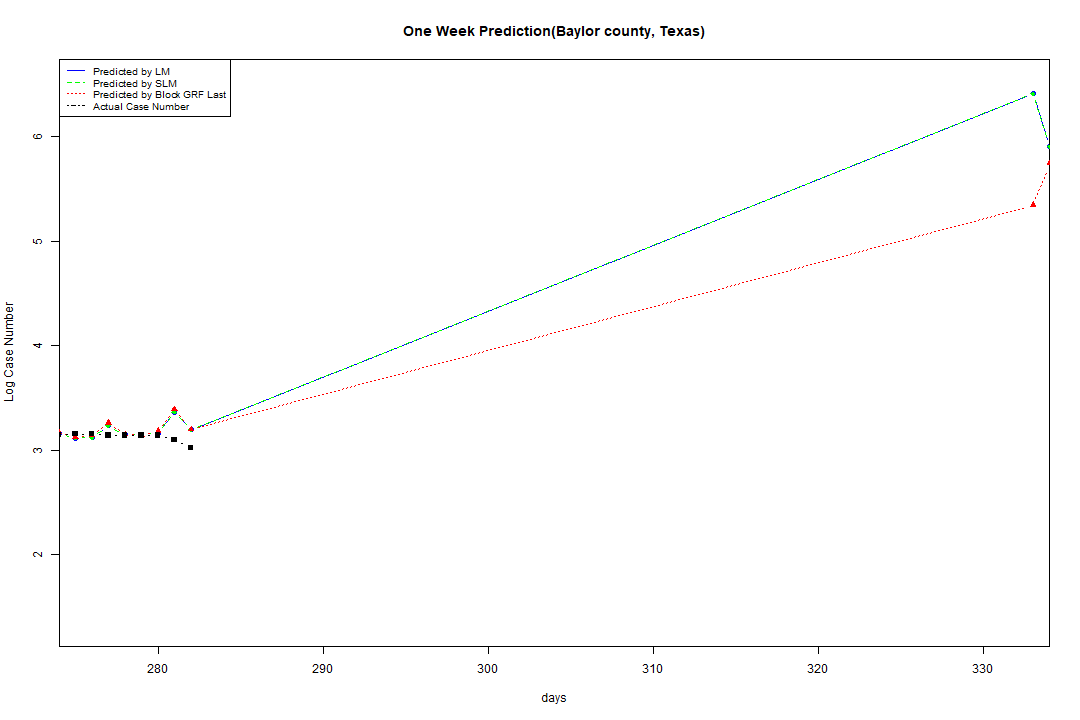 One Week Prediction(Baylor county, Texas)
Predicted by LM
Predicted by SLM
Predicted by Block GRF Last
Actual Case Number
6
5
4
3
2
Log Case Number
280 290 300 310 320 330
days